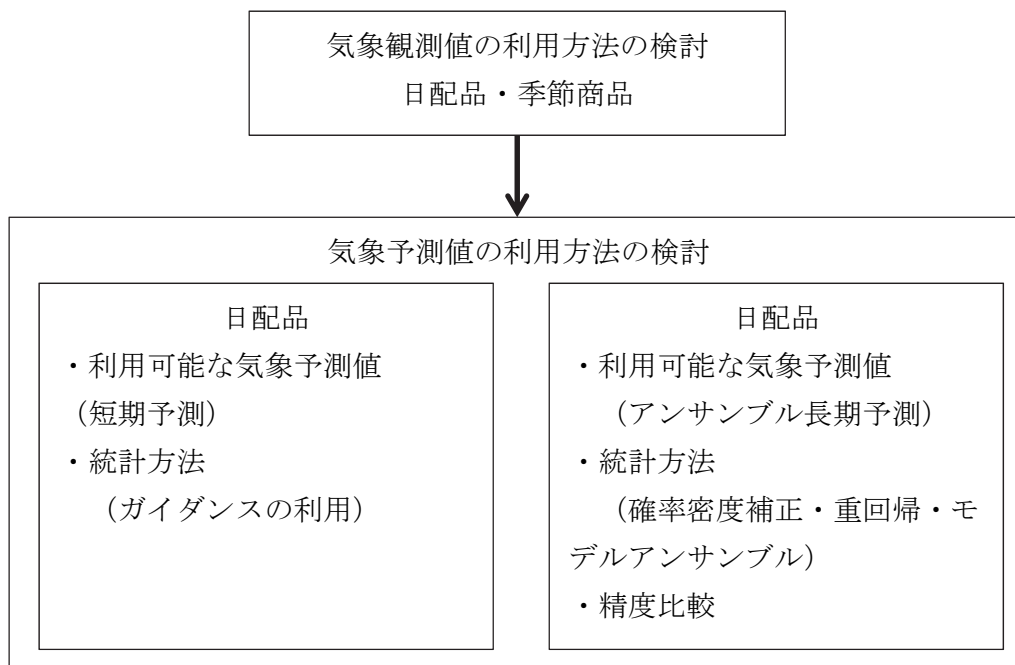 気象観測値の利用方法の検討
日配品・季節商品
気象予測値の利用方法の検討
日配品
・利用可能な気象予測値
(短期予測)
・統計方法
(ガイダンスの利用)
日配品
・利用可能な気象予測値
(アンサンブル長期予測)
・統計方法
(確率密度補正・重回帰・モ
デルアンサンブル)
・精度比較